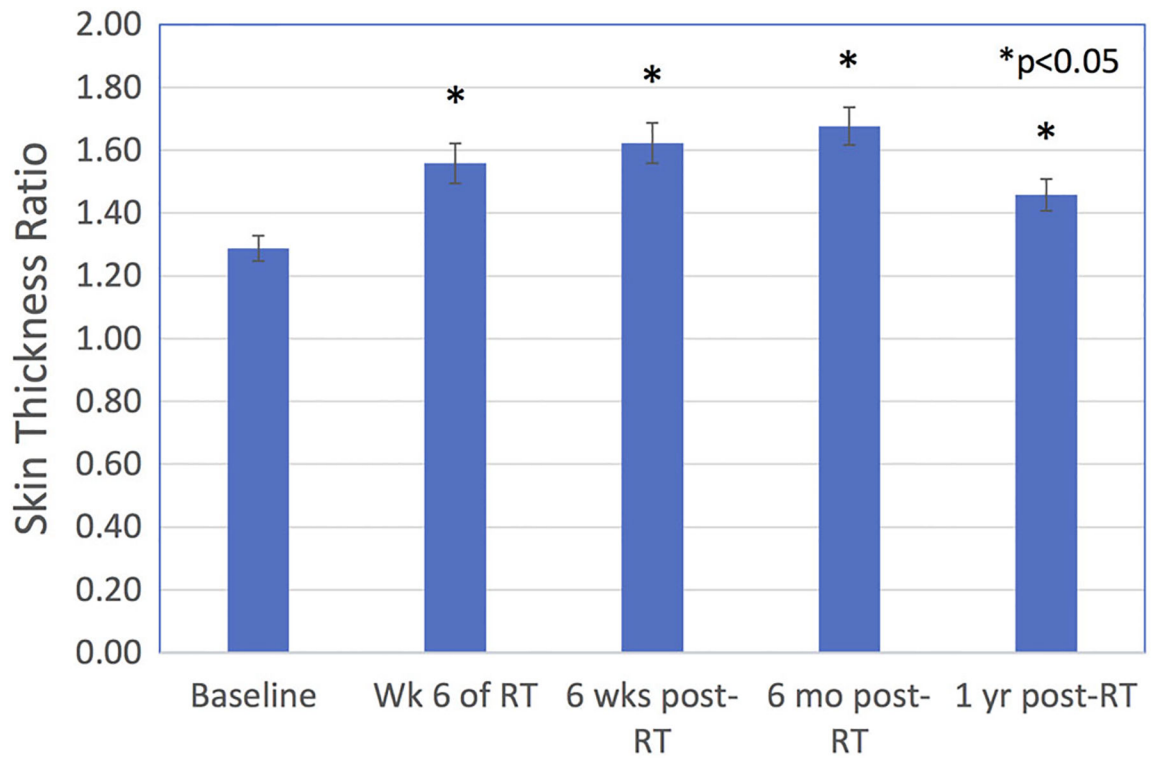 2.00
1.80
1.60
1.40
1.20
1.00
0.80
0.60
0.40
0.20
0.00
Skin Thickness Ratio
*
*
*
*p<0.05
*
Baseline
Wk 6 of RT
6 wks post-
RT
6 mo post-
RT
1 yr post-RT